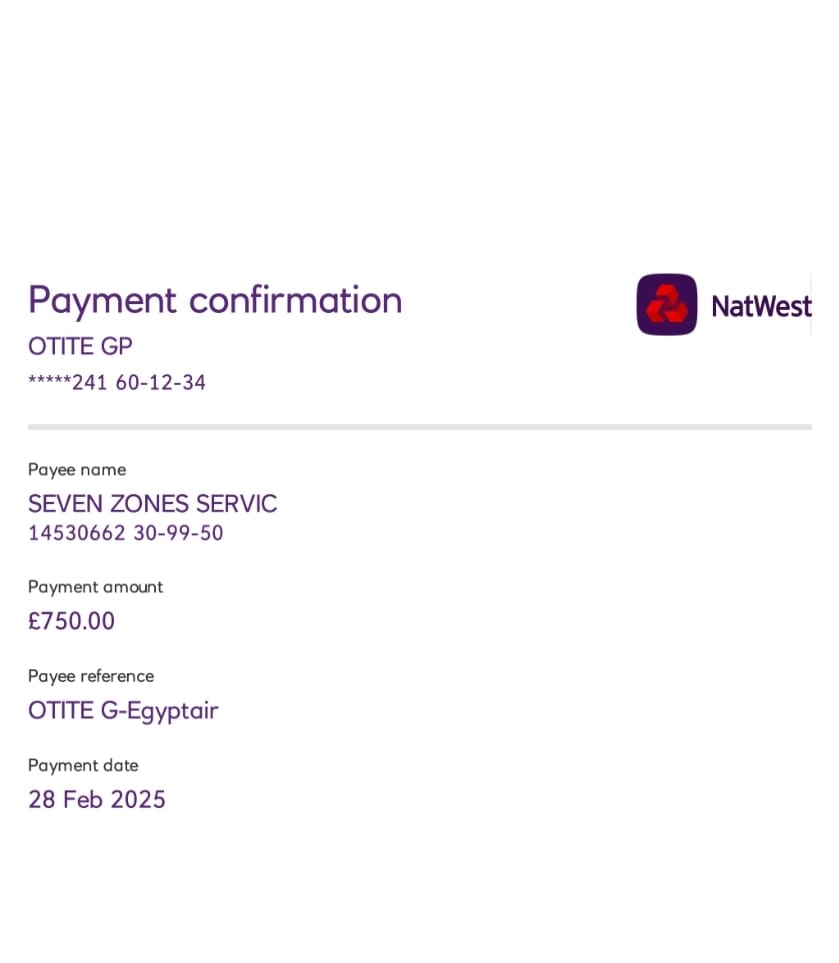 Payment confirmation
NatWest
OTITE GP
*****241 60-12-34
Payee name
SEVEN ZONES SERVIC
14530662 30-99-50
Payment amount
£750.00
Payee reference
OTITE G-Egyptair
Payment date
28 Feb 2025